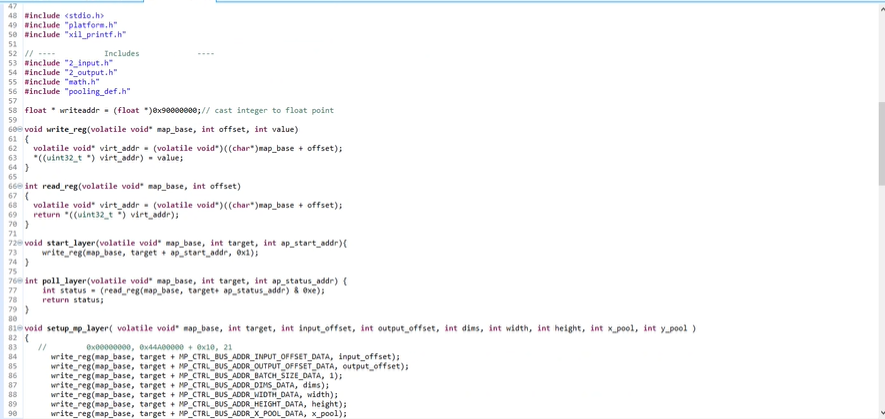 47
48 #include <stdio.h>
49 #include "platform.h"
50 #include "xil_printf.h"
51
52 // ---- Includes ----
53 #include "2_input.h"
54 #include "2_output.h"
55 #include "math.h"
56 #include "pooling_def.h"
57
58 float * writeaddr = (float *)0x90000000;// cast integer to float point
59
60 void write_reg(volatile void* map_base, int offset, int value)
61 {
62 volatile void* virt_addr = (volatile void*)((char*)map_base + offset);
63 *((uint32_t *) virt_addr) = value;
64 }
65
66 int read_reg(volatile void* map_base, int offset)
67 {
68 volatile void* virt_addr = (volatile void*)((char*)map_base + offset);
69 return *((uint32_t *) virt_addr);
70 }
71
72 void start_layer(volatile void* map_base, int target, int ap_start_addr){
73 write_reg(map_base, target + ap_start_addr, 0x1);
74 }
75
76 int poll_layer(volatile void* map_base, int target, int ap_status_addr) {
77 int status = (read_reg(map_base, target+ ap_status_addr) & 0xe);
78 return status;
79 }
80
81 void setup_mp_layer( volatile void* map_base, int target, int input_offset, int output_offset, int dims, int width, int height, int x_pool, int y_pool )
82 {
83 // 0x00000000, 0x44A00000 + 0x10, 21
84 write_reg(map_base, target + MP_CTRL_BUS_ADDR_INPUT_OFFSET_DATA, input_offset);
85 write_reg(map_base, target + MP_CTRL_BUS_ADDR_OUTPUT_OFFSET_DATA, output_offset);
86 write_reg(map_base, target + MP_CTRL_BUS_ADDR_BATCH_SIZE_DATA, 1);
87 write_reg(map_base, target + MP_CTRL_BUS_ADDR_DIMS_DATA, dims);
88 write_reg(map_base, target + MP_CTRL_BUS_ADDR_WIDTH_DATA, width);
89 write_reg(map_base, target + MP_CTRL_BUS_ADDR_HEIGHT_DATA, height);
90 write_reg(map_base, target + MP_CTRL_BUS_ADDR_X_POOL_DATA, x_pool);